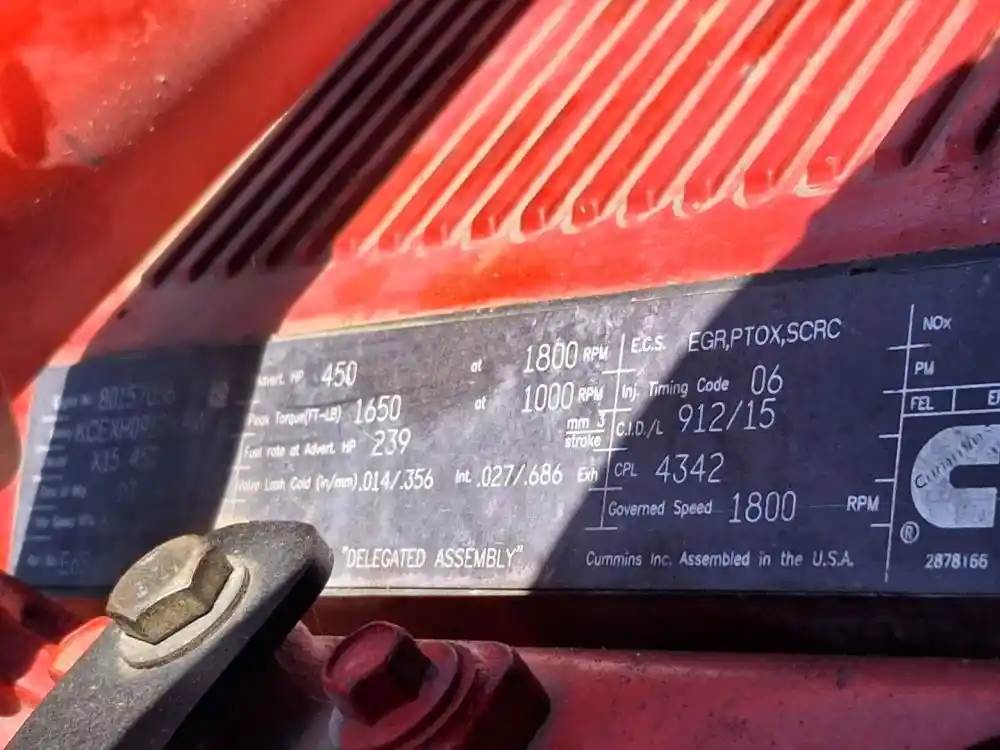 Advert. HP 450 at 1800 RPM
Peak Torque(FT-LB) 1650 at 1000 RPM
Fuel rate at Advert. HP 239 mm 3 stroke
Valve Lash Cold (in/mm) .014/.356 Int. .027/.686 Exh
"DELEGATED ASSEMBLY"
E.C.S. EGR,PTOX,SCRC
Inj. Timing Code 06
C.I.D./L 912/15
CPL 4342
Governed Speed 1800 RPM
Cummins Inc. Assembled in the U.S.A.
NOx
PM
FEL
Cummins
®
2878166
X15